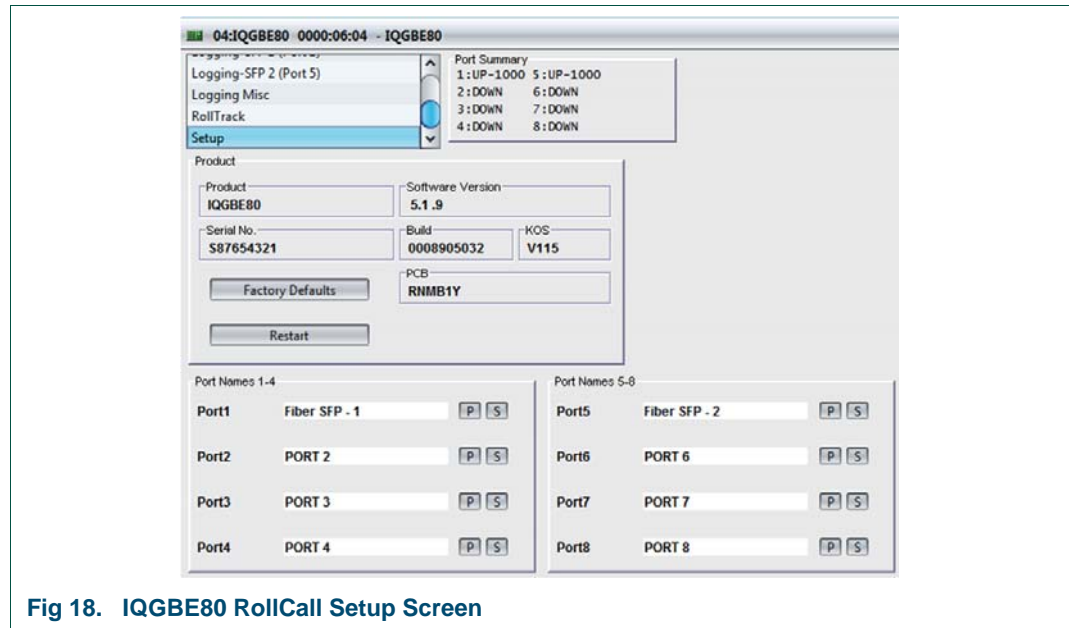 04:IQGBE80 0000:06:04 - IQGBE80
Logging-SFP 2 (Port 5)
Logging Misc
RollTrack
Setup
Port Summary
1:UP-1000 5:UP-1000
2:DOWN 6:DOWN
3:DOWN 7:DOWN
4:DOWN 8:DOWN
Product
Product
IQGBE80
Software Version
5.1 .9
Serial No.
S87654321
Build
0008905032
KOS
V115
Factory Defaults
PCB
RNMB1Y
Restart
Port Names 1-4
Port1 Fiber SFP - 1 P S
Port2 PORT 2 P S
Port3 PORT 3 P S
Port4 PORT 4 P S
Port Names 5-8
Port5 Fiber SFP - 2 P S
Port6 PORT 6 P S
Port7 PORT 7 P S
Port8 PORT 8 P S
Fig 18. IQGBE80 RollCall Setup Screen